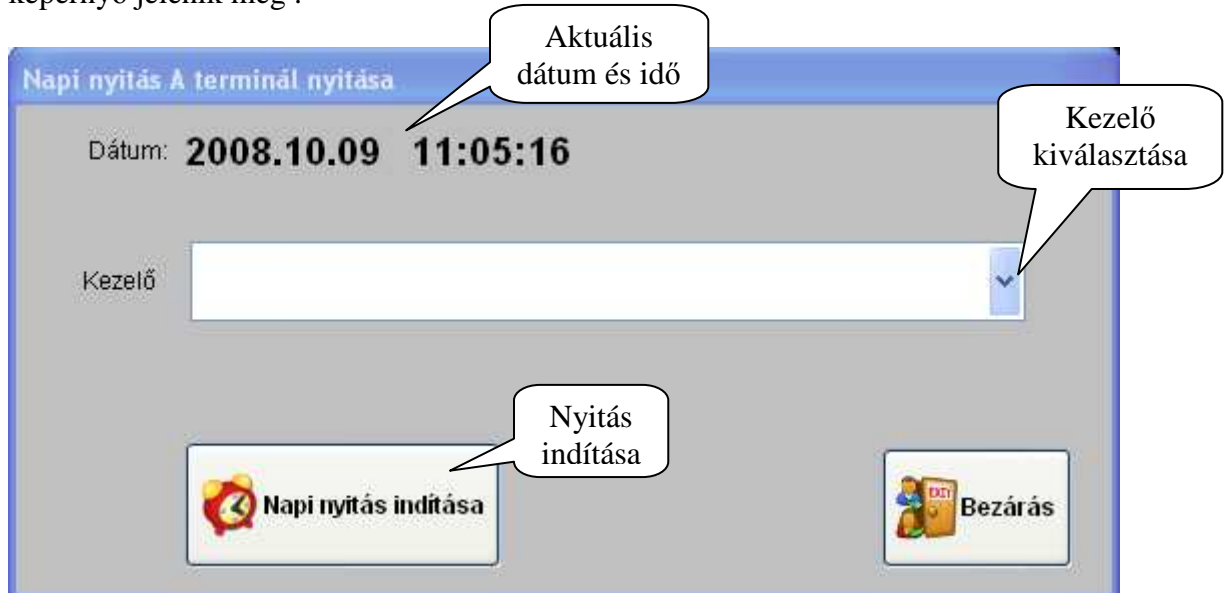 képernyő jelenik meg :
Aktuális
dátum és idő
Napi nyitás A terminál nyitása
Kezelő
kiválasztása
Dátum: 2008.10.09 11:05:16
Kezelő
Nyitás
indítása
Napi nyitás indítása
EXIT
Bezárás